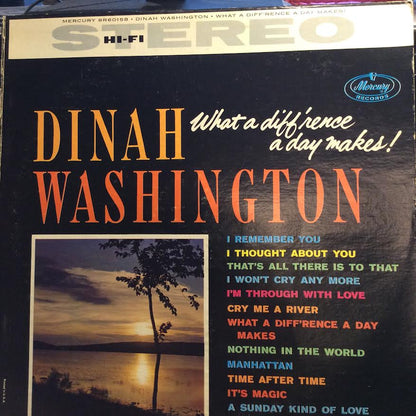 MERCURY SR60158 • DINAH WASHINGTON • WHAT A DIFF'RENCE A DAY MAKES!
STEREO
HI-FI
Mercury
RECORDS
What a diff'rence
a day makes!
DINAH
WASHINGTON
I REMEMBER YOU
I THOUGHT ABOUT YOU
THAT'S ALL THERE IS TO THAT
I WON'T CRY ANY MORE
I'M THROUGH WITH LOVE
CRY ME A RIVER
WHAT A DIFF'RENCE A DAY
MAKES
NOTHING IN THE WORLD
MANHATTAN
TIME AFTER TIME
IT'S MAGIC
A SUNDAY KIND OF LOVE